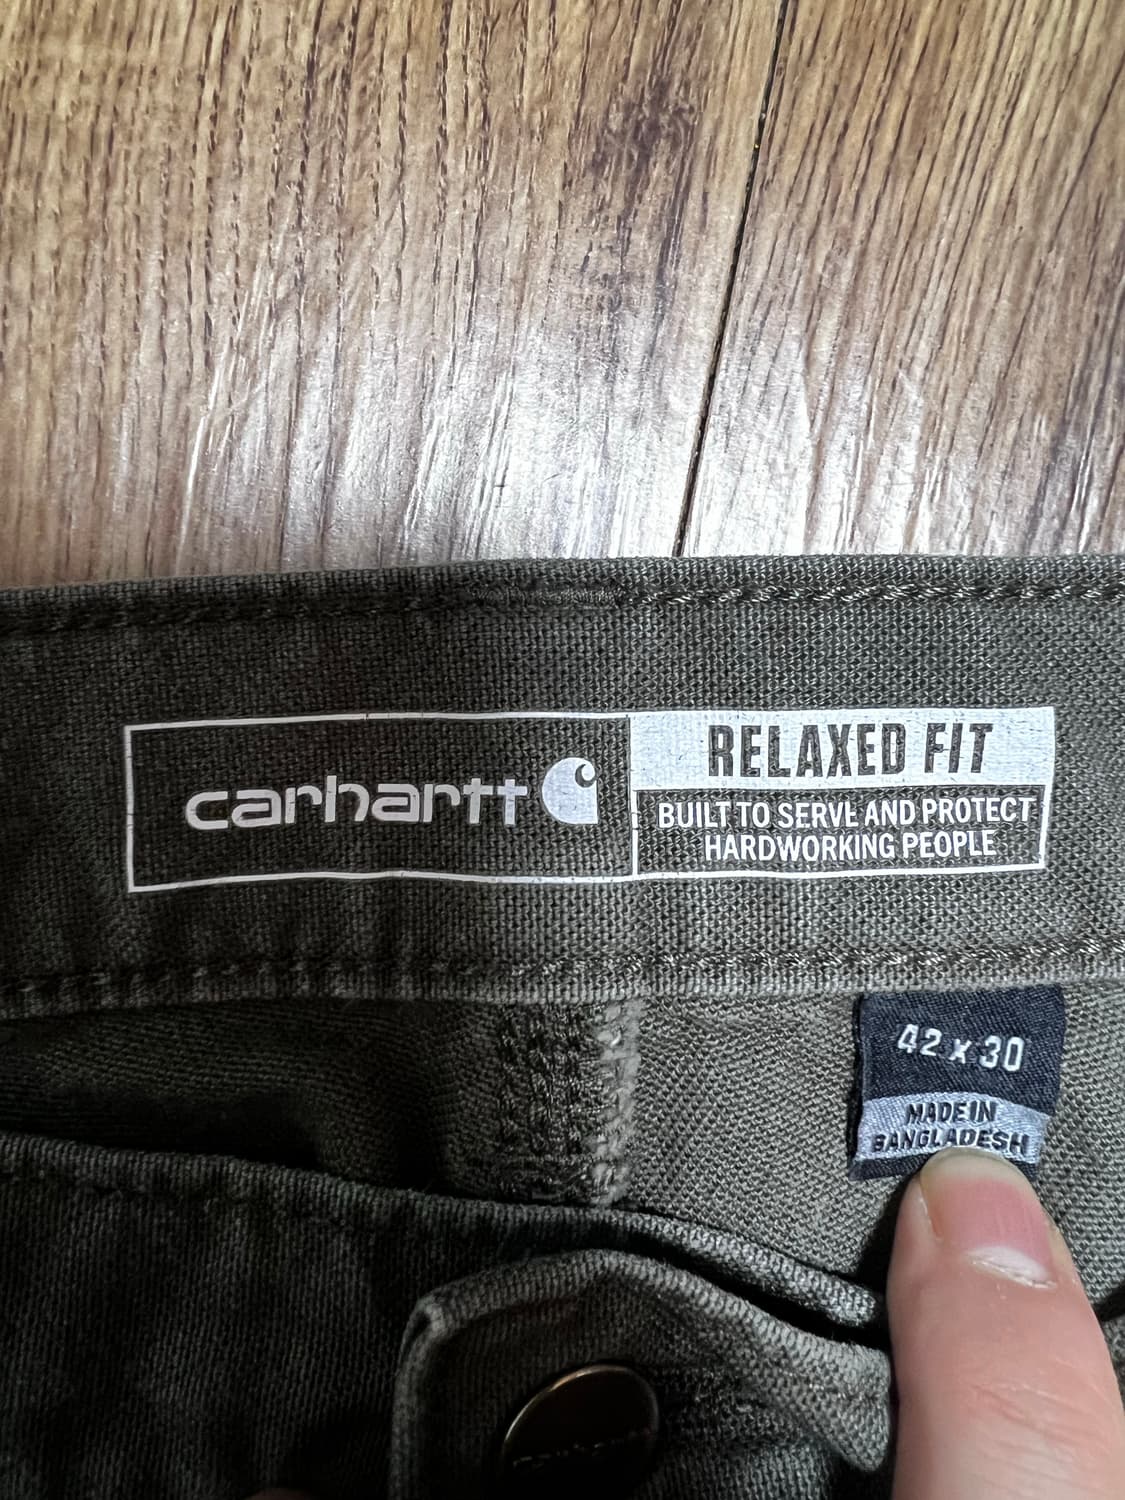 carhartt
RELAXED FIT
BUILT TO SERVE AND PROTECT
HARDWORKING PEOPLE
42 x 30
MADE IN
BANGLADESH